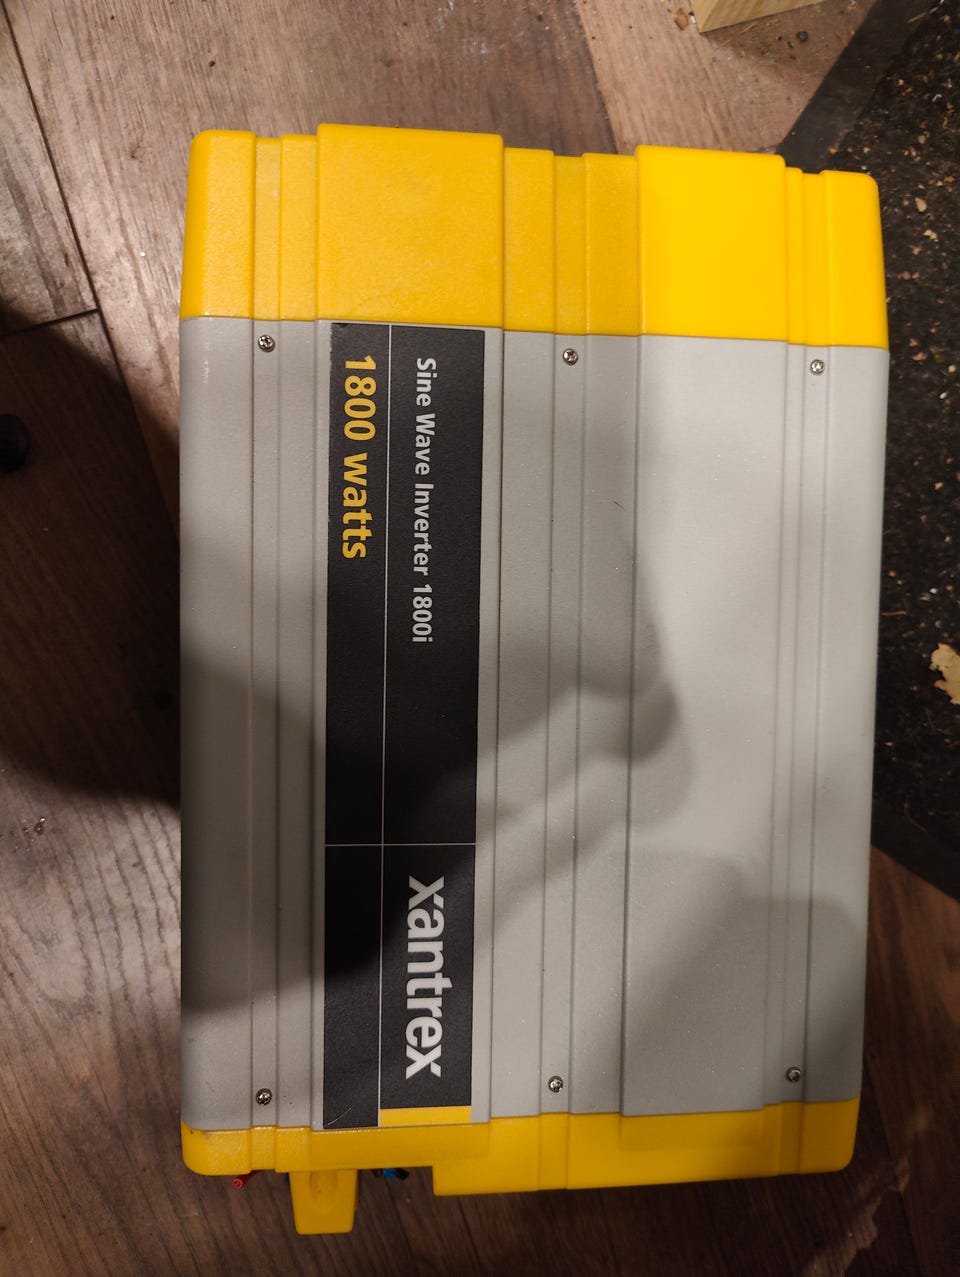 Sine Wave Inverter 1800i
1800 watts
xantrex